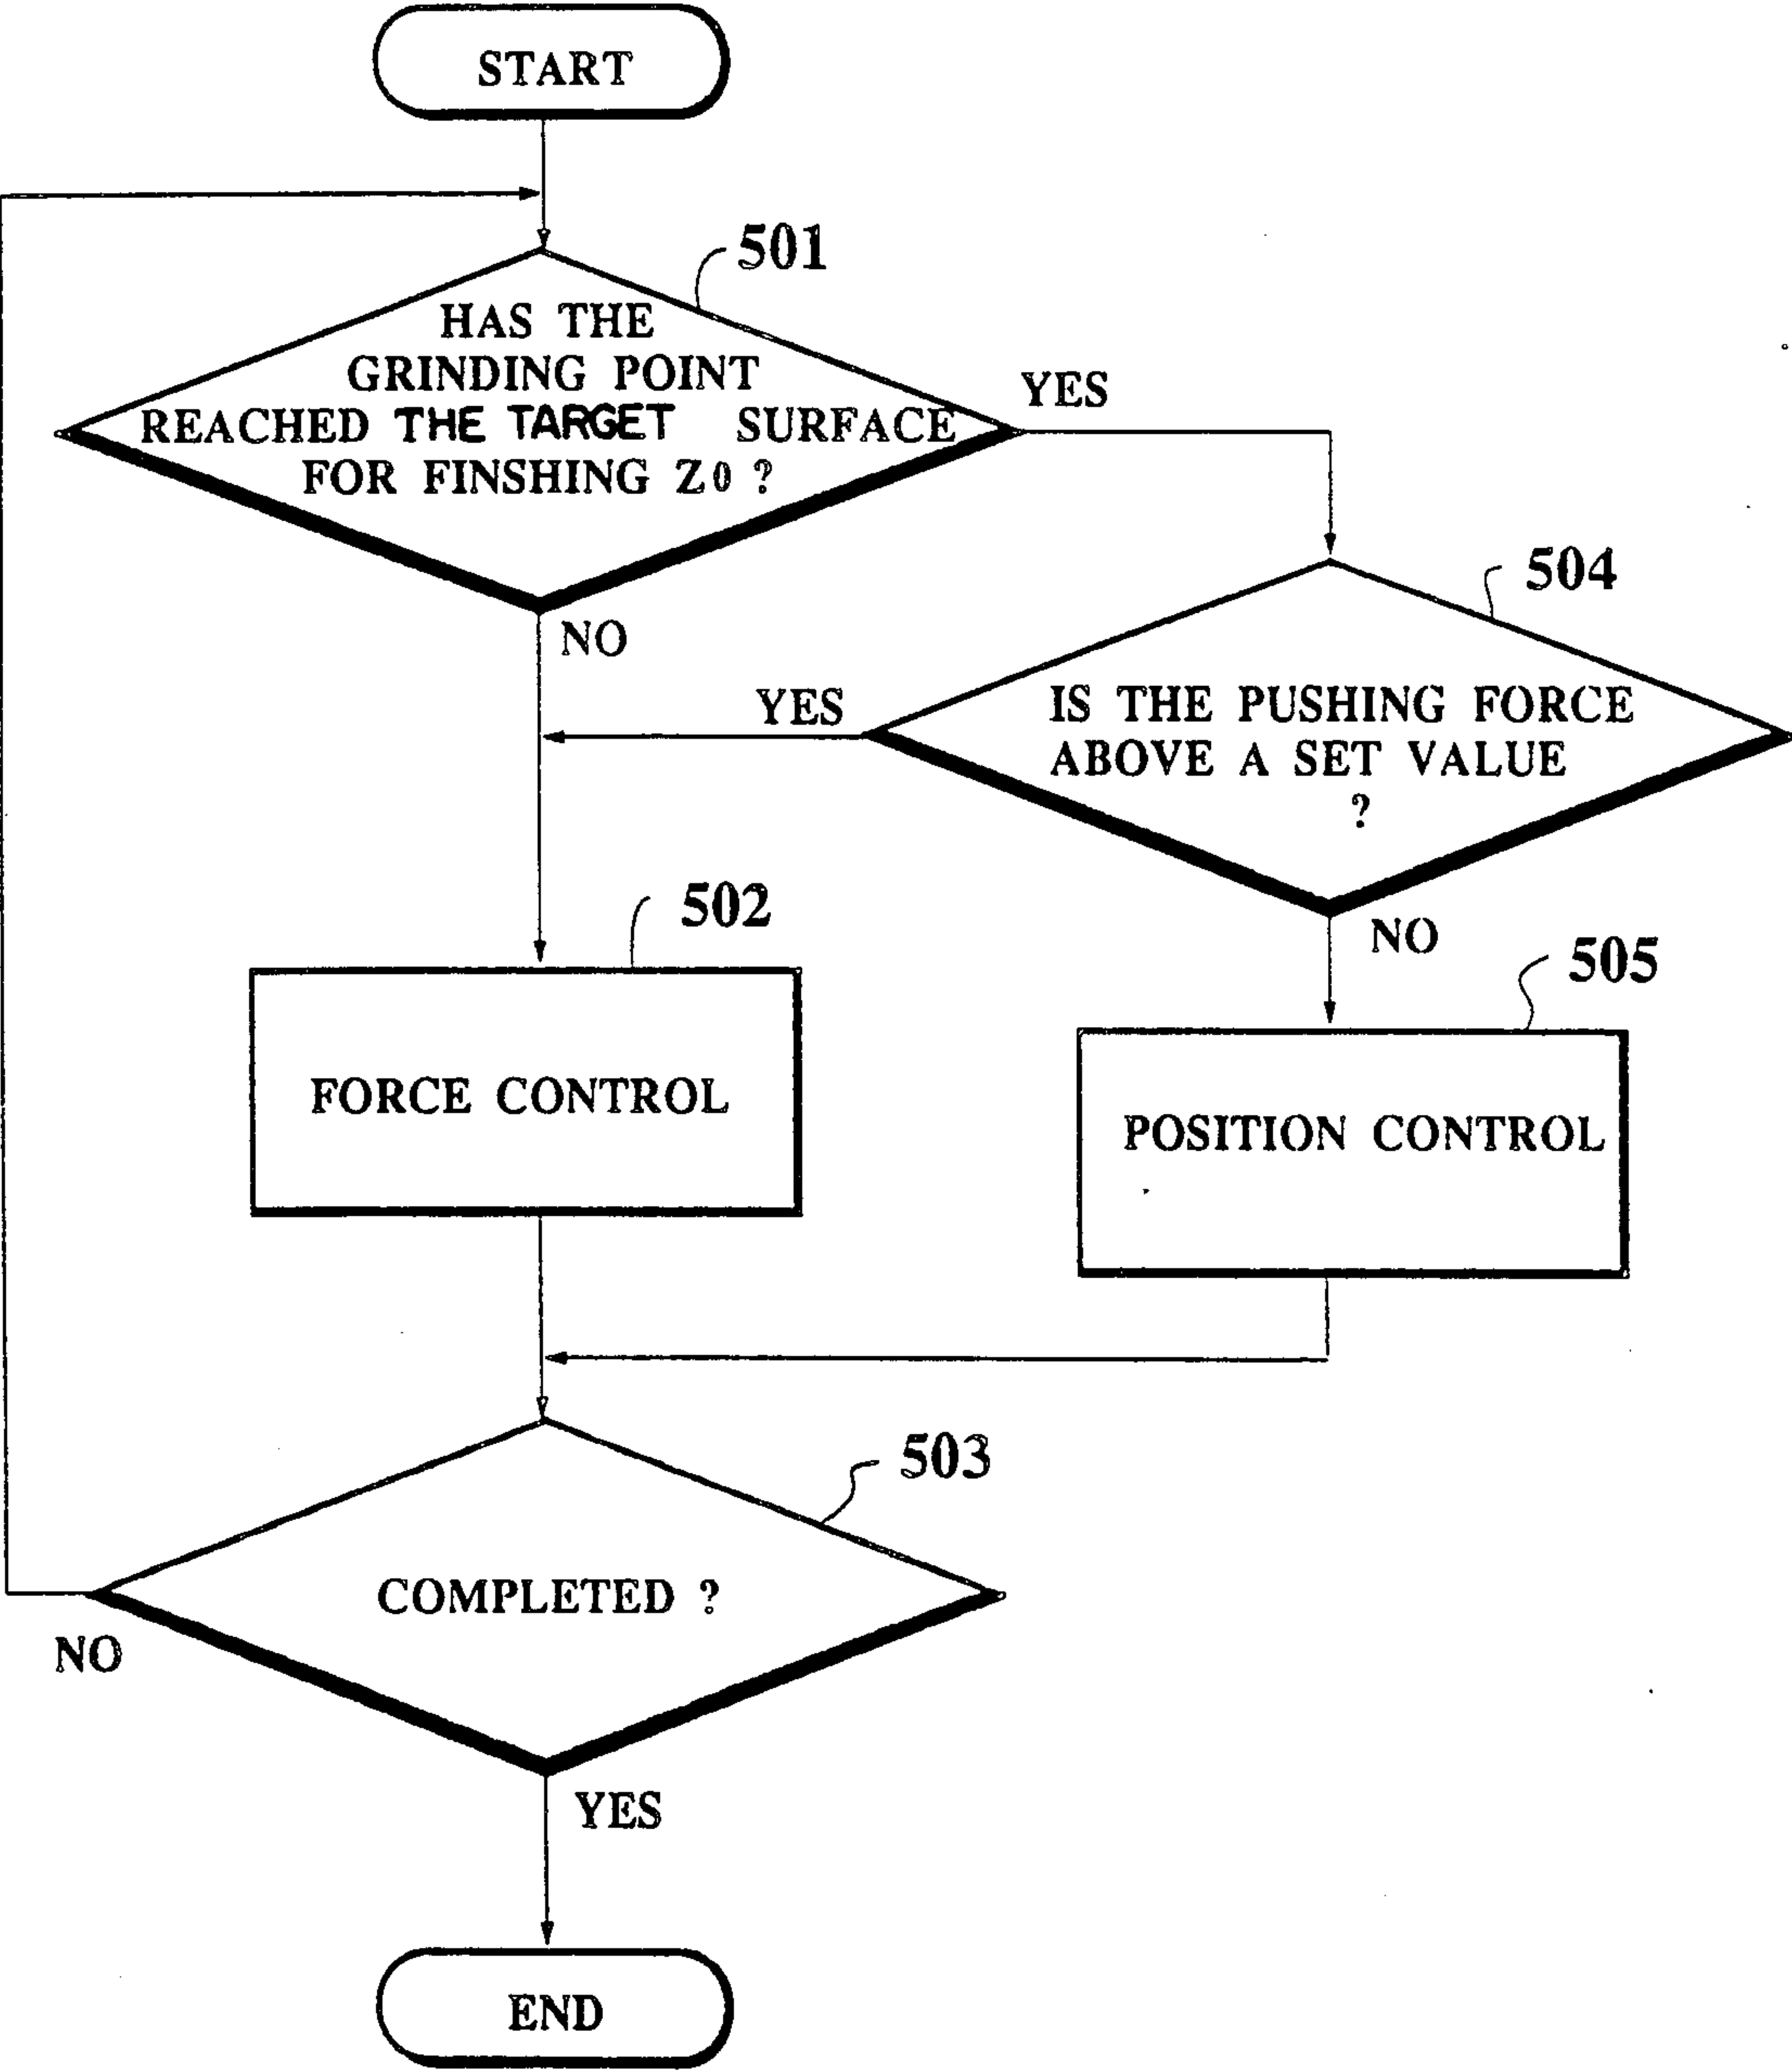 START
501
HAS THE
GRINDING POINT
REACHED THE TARGET SURFACE
FOR FINSHING Z0 ?
YES
NO
504
IS THE PUSHING FORCE
ABOVE A SET VALUE
?
YES
NO
502
FORCE CONTROL
505
POSITION CONTROL
503
COMPLETED ?
NO
YES
END